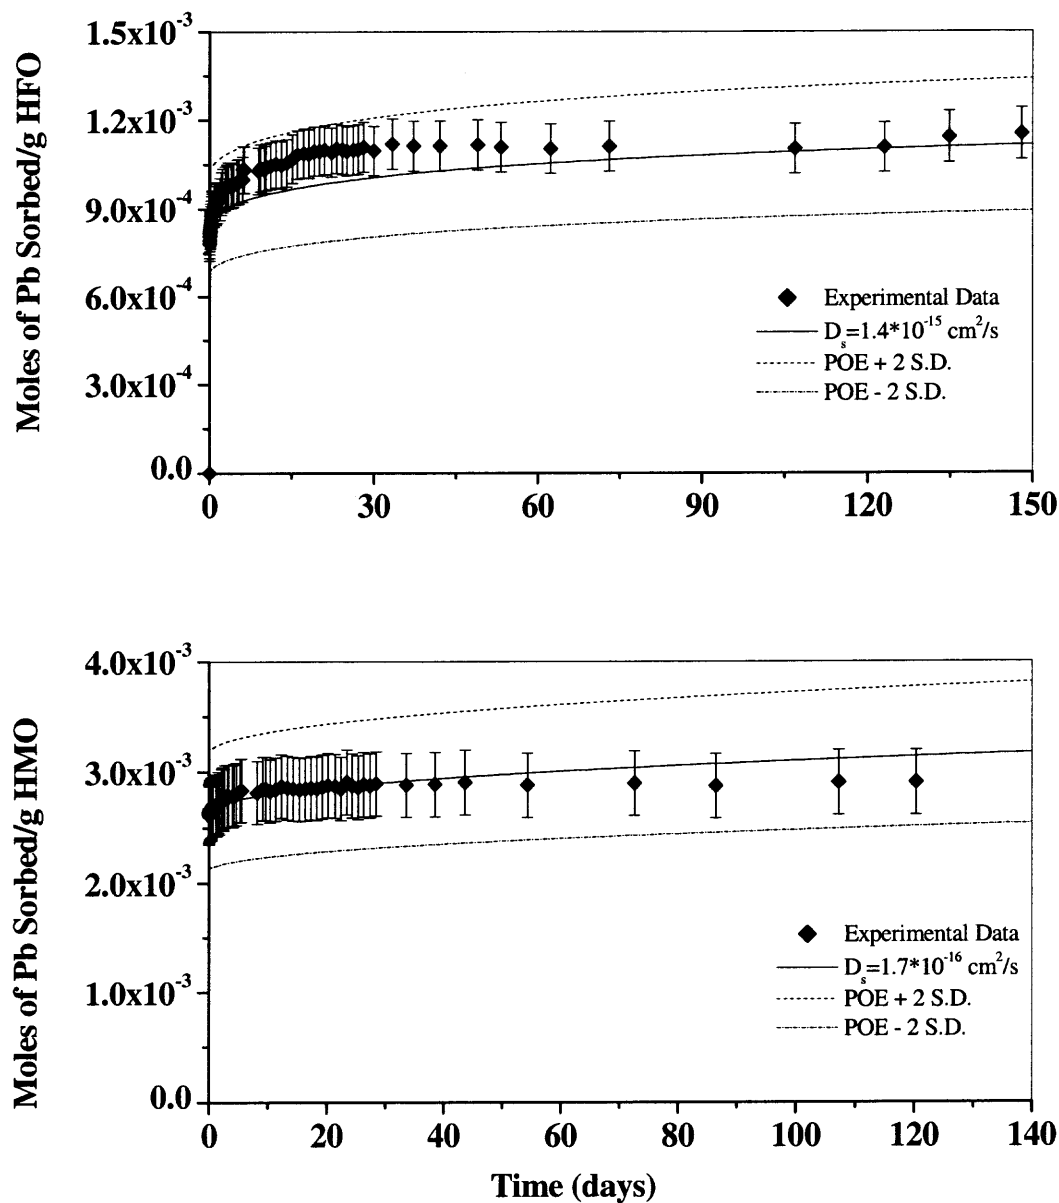 Moles of Pb Sorbed/g HFO
1.5x10⁻³
1.2x10⁻³
9.0x10⁻⁴
6.0x10⁻⁴
3.0x10⁻⁴
0.0
0 30 60 90 120 150
Experimental Data
Dₛ=1.4*10⁻¹⁵ cm²/s
POE + 2 S.D.
POE - 2 S.D.
Moles of Pb Sorbed/g HMO
4.0x10⁻³
3.0x10⁻³
2.0x10⁻³
1.0x10⁻³
0.0
0 20 40 60 80 100 120 140
Experimental Data
Dₛ=1.7*10⁻¹⁶ cm²/s
POE + 2 S.D.
POE - 2 S.D.
Time (days)